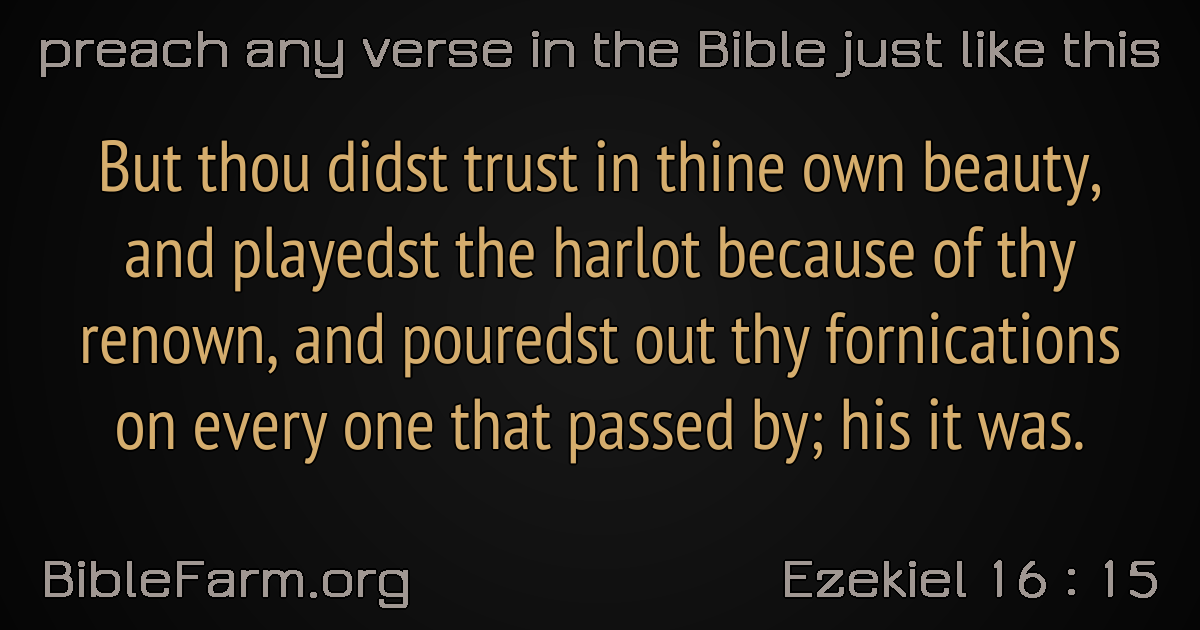 preach any verse in the Bible just like this
But thou didst trust in thine own beauty,
and playedst the harlot because of thy
renown, and pouredst out thy fornications
on every one that passed by; his it was.
BibleFarm.org
Ezekiel 16 : 15